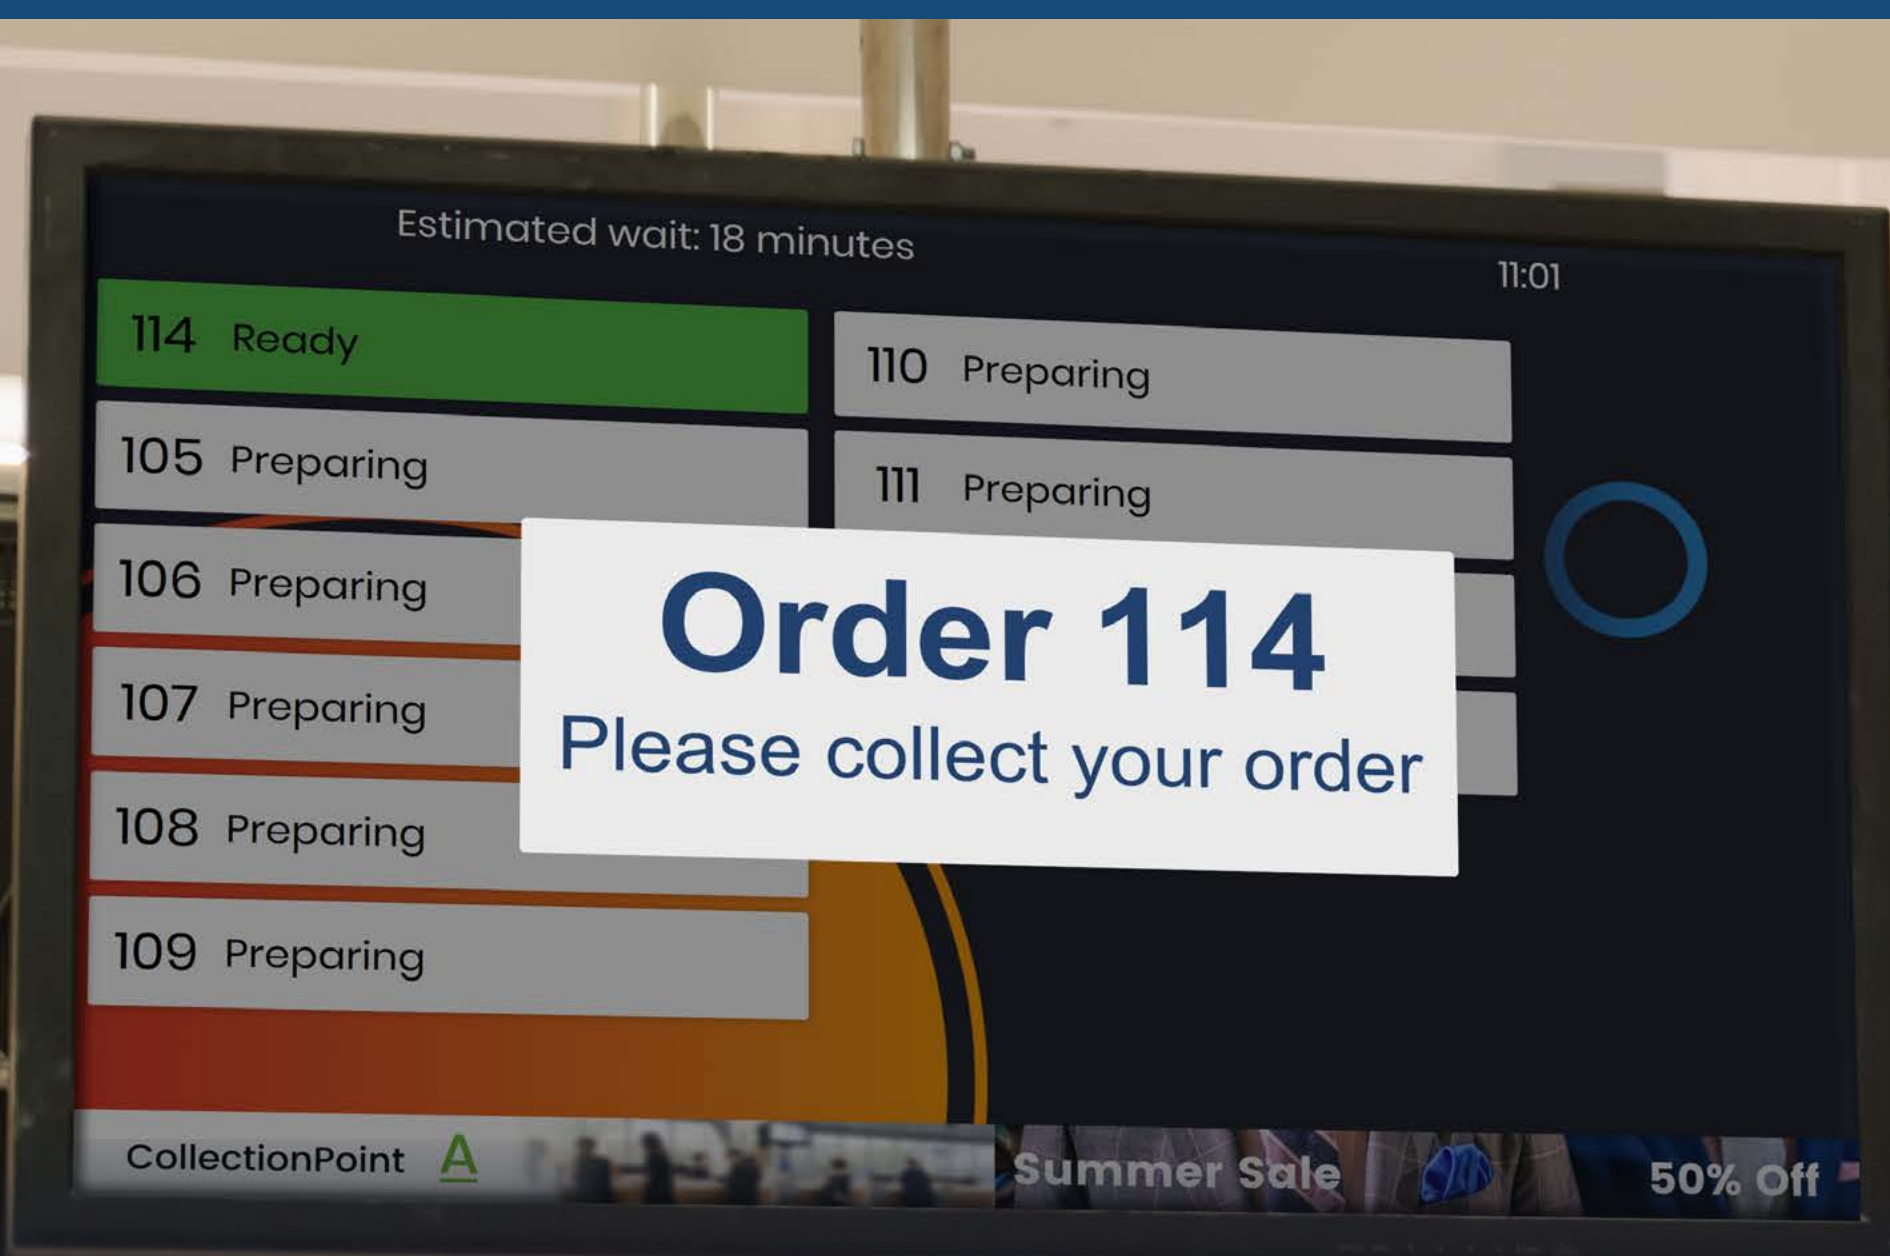 Estimated wait: 18 minutes
11:01
114 Ready
105 Preparing
106 Preparing
107 Preparing
108 Preparing
109 Preparing
110 Preparing
111 Preparing
Order 114
Please collect your order
CollectionPoint A
Summer Sale
50% Off